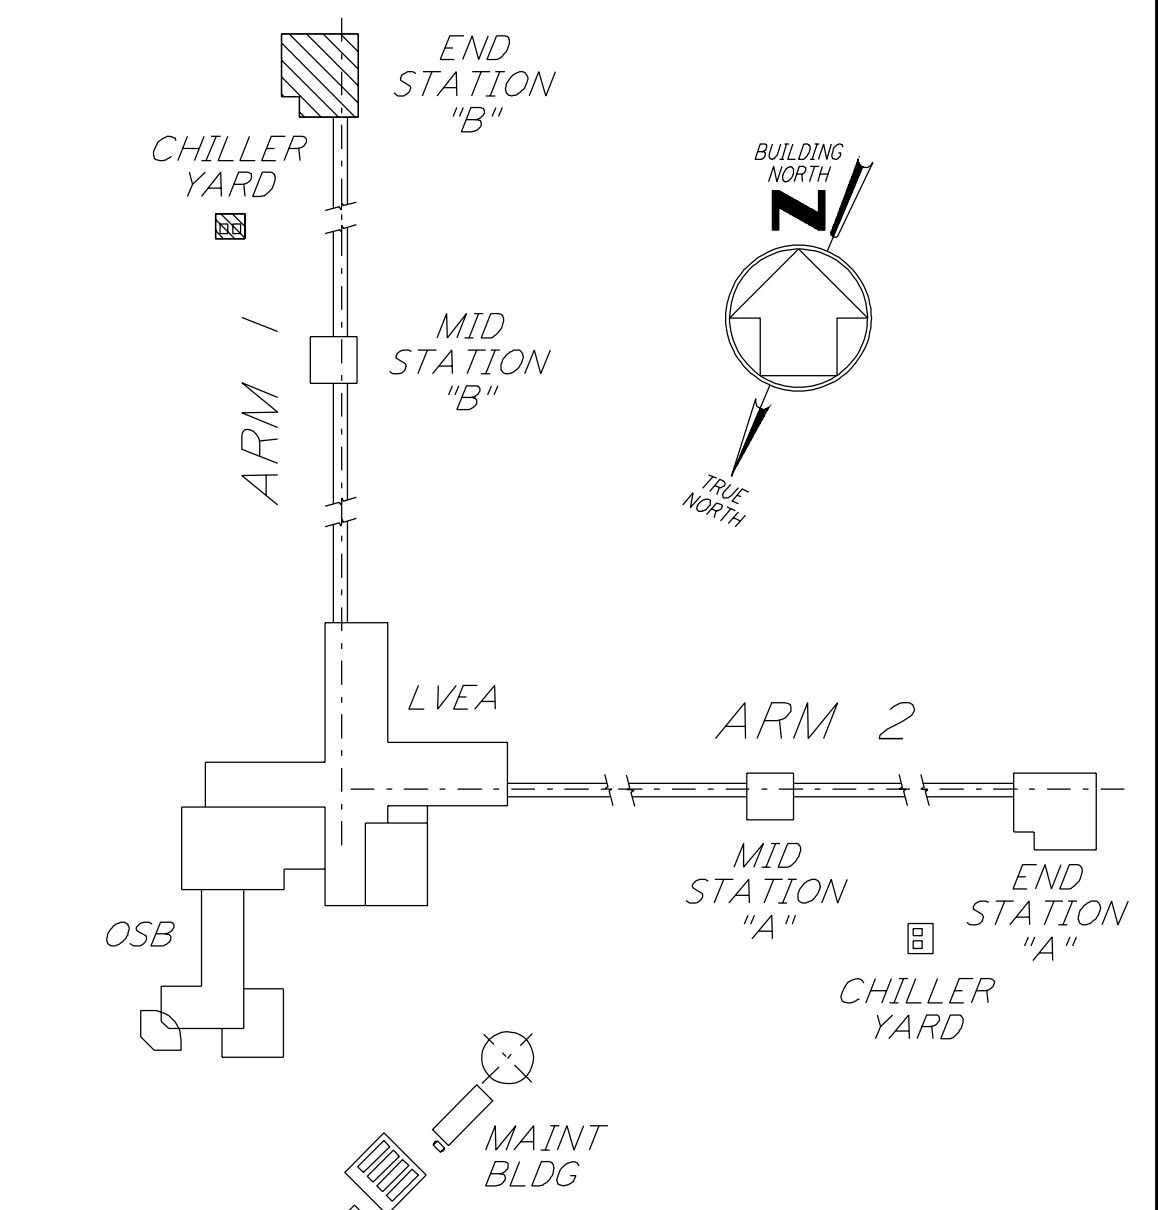 END
STATION
"B"
CHILLER
YARD
BUILDING
NORTH
N
MID
STATION
"B"
ARM 1
TRUE
NORTH
LVEA
ARM 2
MID
STATION
"A"
END
STATION
"A"
OSB
CHILLER
YARD
MAINT
BLDG